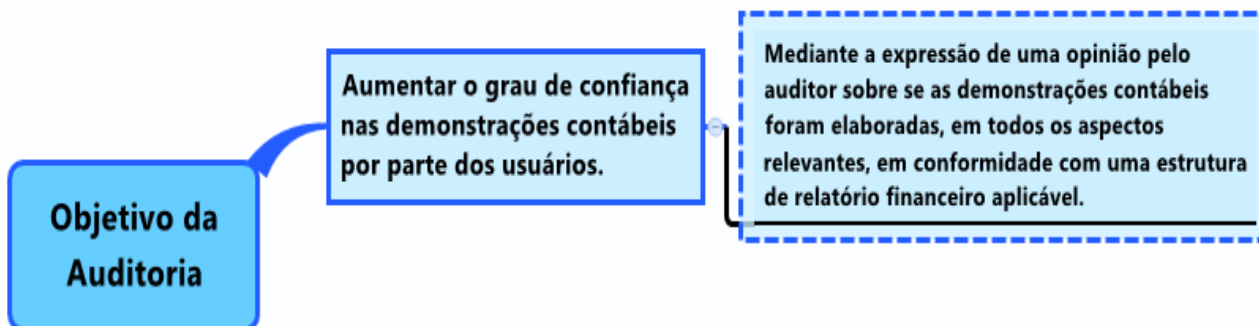 Objetivo da
Auditoria
Aumentar o grau de confiança
nas demonstrações contábeis
por parte dos usuários.
Mediante a expressão de uma opinião pelo
auditor sobre se as demonstrações contábeis
foram elaboradas, em todos os aspectos
relevantes, em conformidade com uma estrutura
de relatório financeiro aplicável.